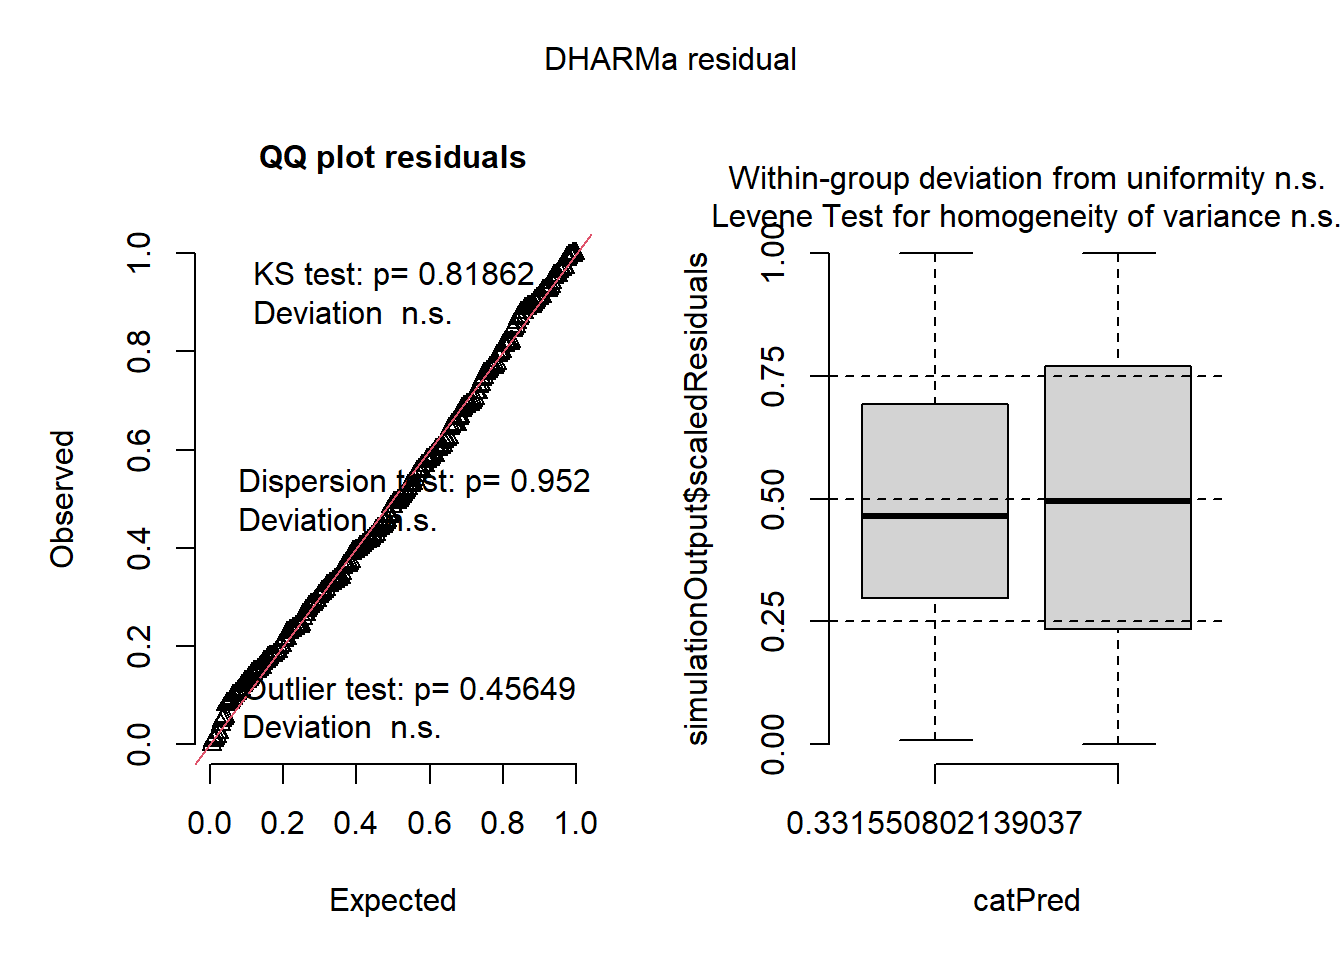 DHARMa residual
QQ plot residuals
KS test: p= 0.81862
Deviation  n.s.
Dispersion test: p= 0.952
Deviation  n.s.
Outlier test: p= 0.45649
Deviation  n.s.
Observed
1.0
0.8
0.6
0.4
0.2
0.0
0.0 0.2 0.4 0.6 0.8 1.0
Expected
Within-group deviation from uniformity n.s.
Levene Test for homogeneity of variance n.s.
simulationOutput$scaledResiduals
1.00
0.75
0.50
0.25
0.00
0.331550802139037
catPred